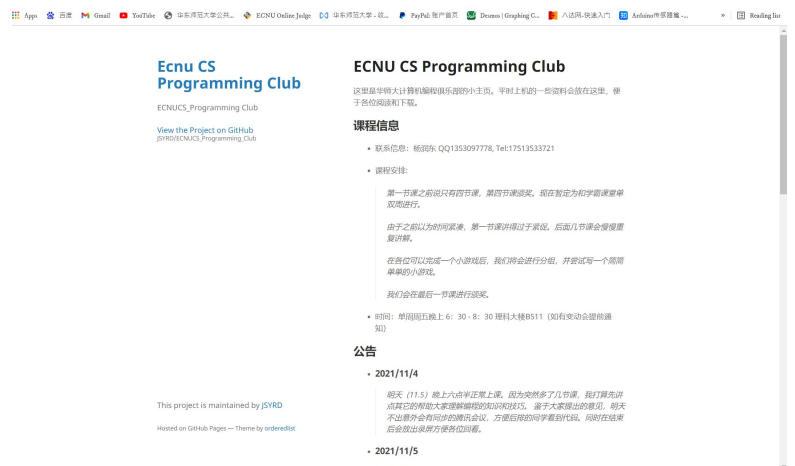 Apps 百度 Gmail YouTube 华东师范大学公共... ECNU Online Judge 华东师范大学 - 收... PayPal: 账户首页 Desmos | Graphing C... 八达网-快速入门 Arduino传感器篇 -... » Reading list
Ecnu CS
Programming Club
ECNUCS_Programming Club
View the Project on GitHub
JSYRD/ECNUCS_Programming_Club
This project is maintained by JSYRD
Hosted on GitHub Pages — Theme by orderedlist
ECNU CS Programming Club
这里是华师大计算机编程俱乐部的小主页。平时上机的一些资料会放在这里，便
于各位阅读和下载。
课程信息
联系信息：杨润东 QQ1353097778, Tel:17513533721
课程安排:
第一节课之前说只有四节课，第四节课颁奖。现在暂定为和学霸课堂单
双周进行。
由于之前以为时间紧凑，第一节课讲得过于紧促。后面几节课会慢慢重
复讲解。
在各位可以完成一个小游戏后，我们将会进行分组，并尝试写一个简简
单单的小游戏。
我们会在最后一节课进行颁奖。
时间：单周周五晚上 6：30 - 8：30 理科大楼B511（如有变动会提前通
知）
公告
2021/11/4
明天（11.5）晚上六点半正常上课。因为突然多了几节课，我打算先讲
点其它的帮助大家理解编程的知识和技巧。 鉴于大家提出的意见，明天
不出意外会有同步的腾讯会议，方便后排的同学看到代码。同时在结束
后会放出录屏方便各位回看。
2021/11/5